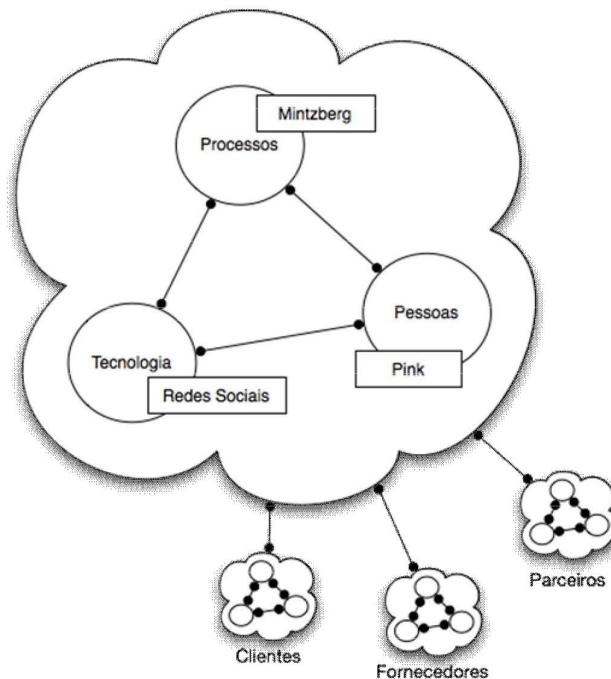 Mintzberg
Processos
Pessoas
Tecnologia
Pink
Redes Sociais
Parceiros
Clientes
Fornecedores